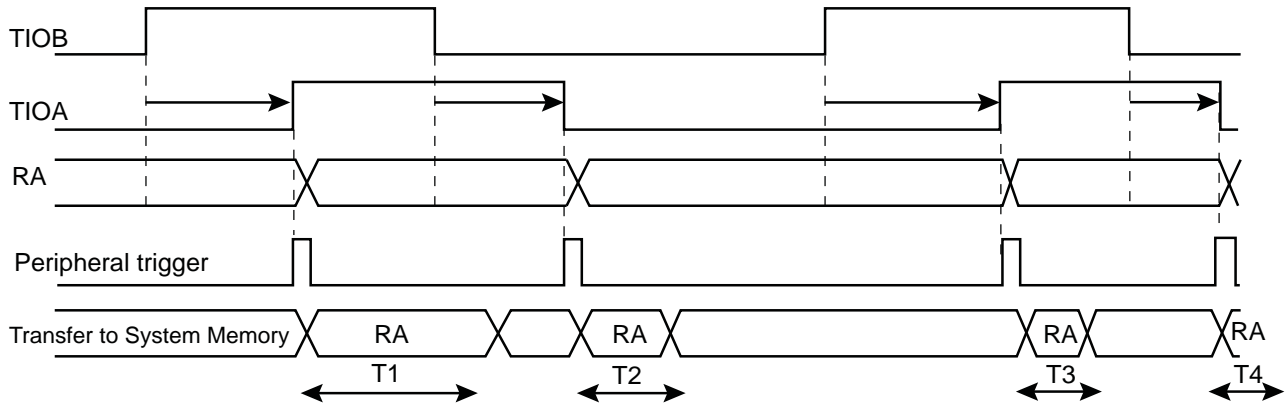 TIOB
TIOA
RA
Peripheral trigger
Transfer to System Memory RA RA RA RA
T1 T2 T3 T4